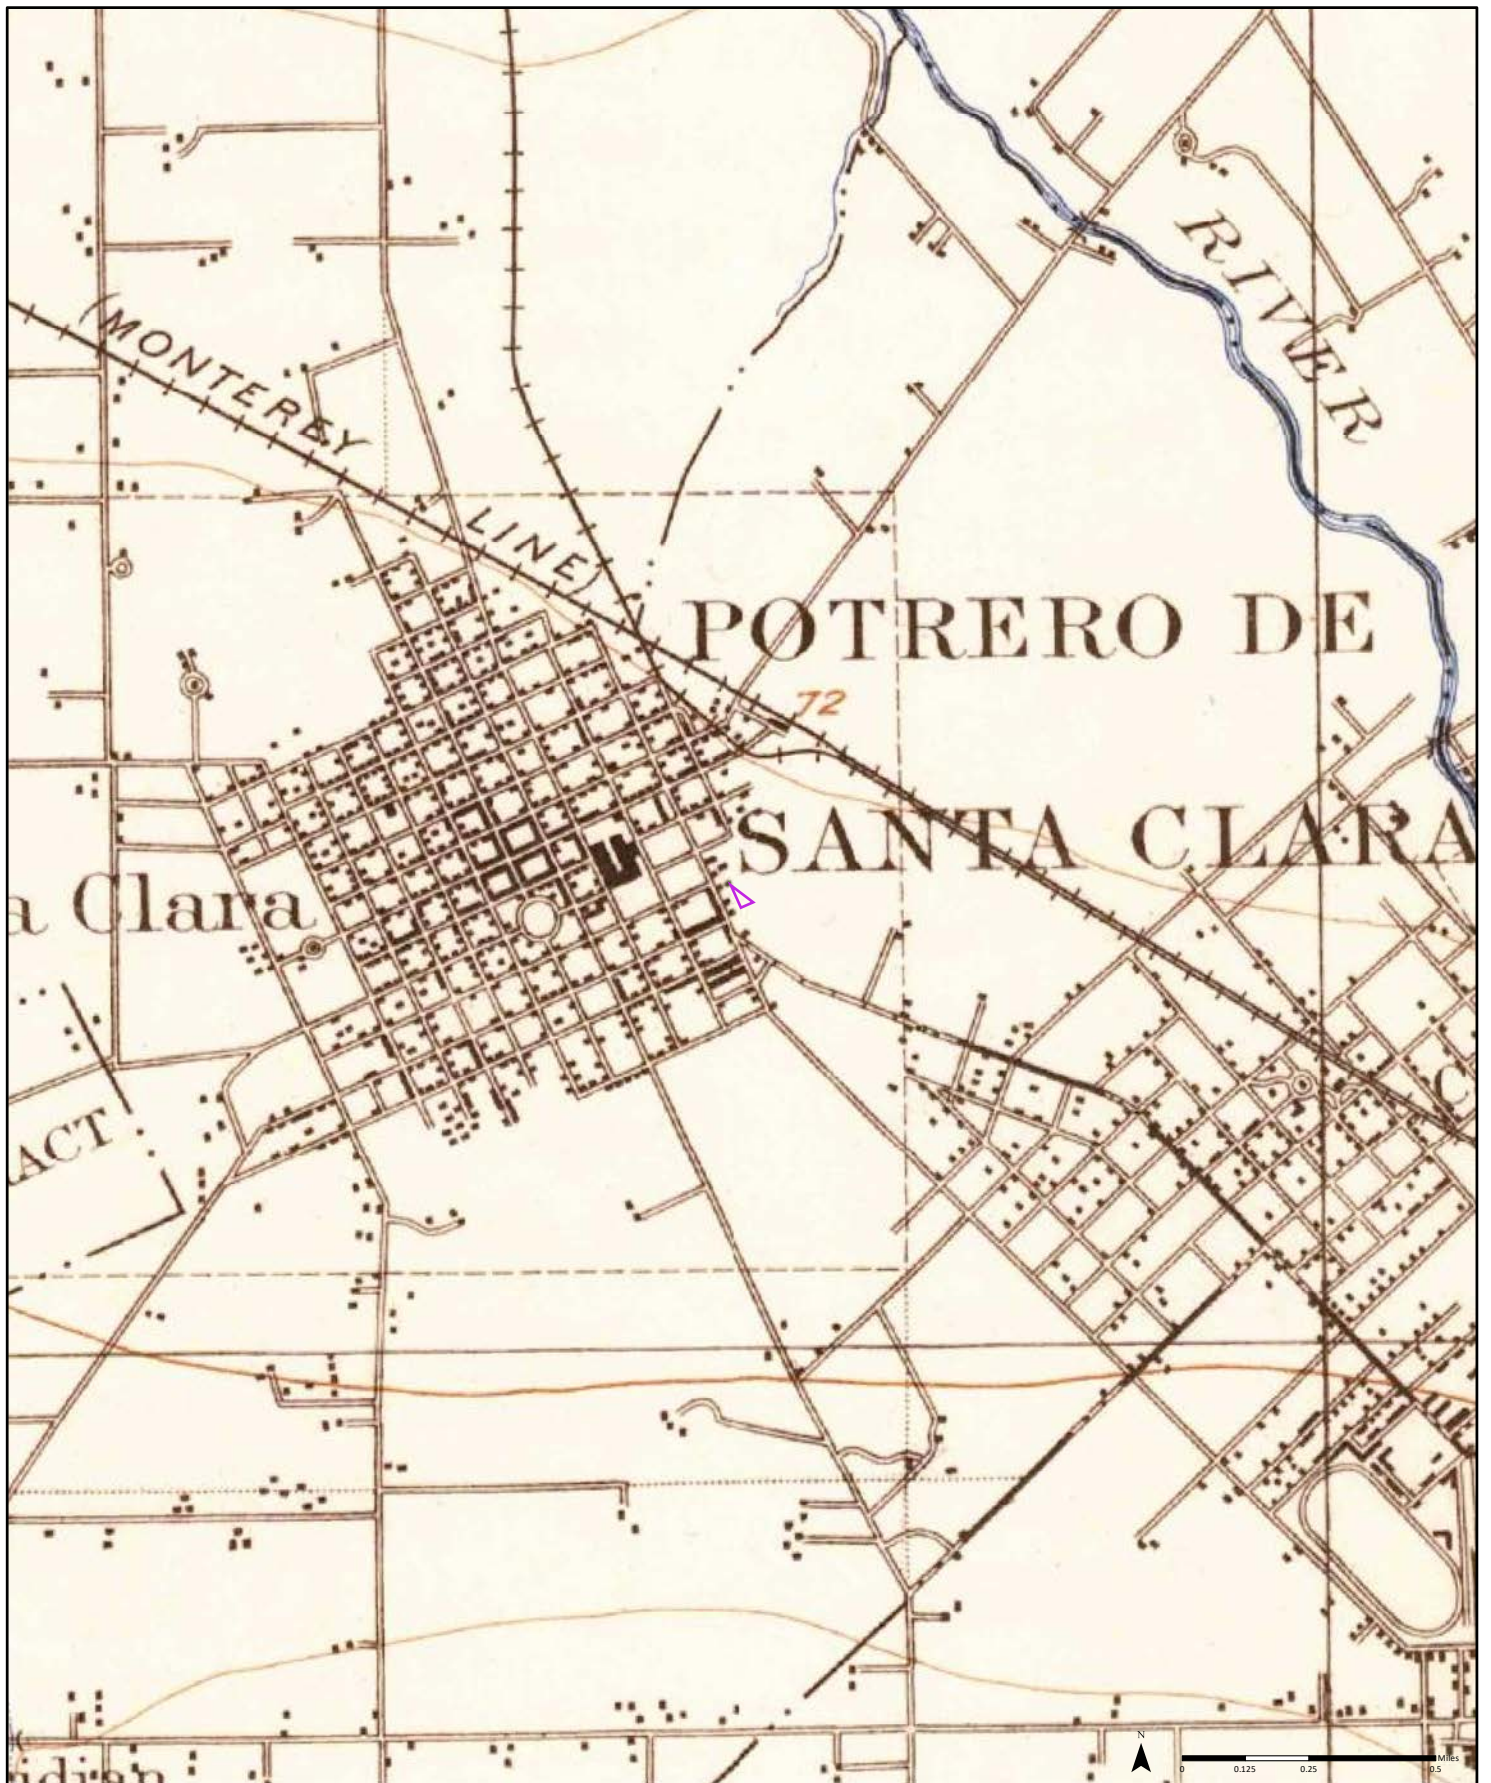 RIVER
(MONTEREY
LINE)
POTRERO DE
72
SANTA CLARA
a Clara
C
ACT
N
Miles
0 0.125 0.25 0.5